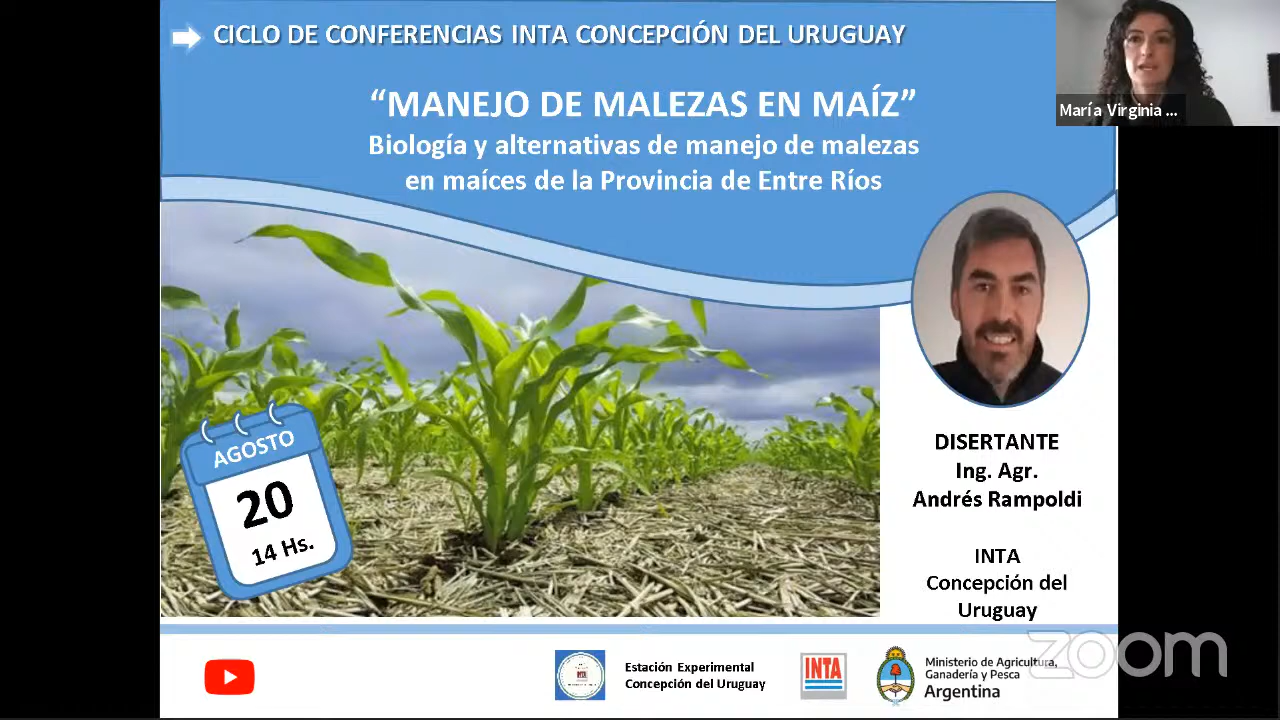 CICLO DE CONFERENCIAS INTA CONCEPCIÓN DEL URUGUAY
“MANEJO DE MALEZAS EN MAÍZ”
Biología y alternativas de manejo de malezas
en maíces de la Provincia de Entre Ríos
María Virginia ...
AGOSTO
20
14 Hs.
DISERTANTE
Ing. Agr.
Andrés Rampoldi
INTA
Concepción del
Uruguay
Estación Experimental
Concepción del Uruguay
INTA
Ministerio de Agricultura,
Ganadería y Pesca
Argentina
zoom